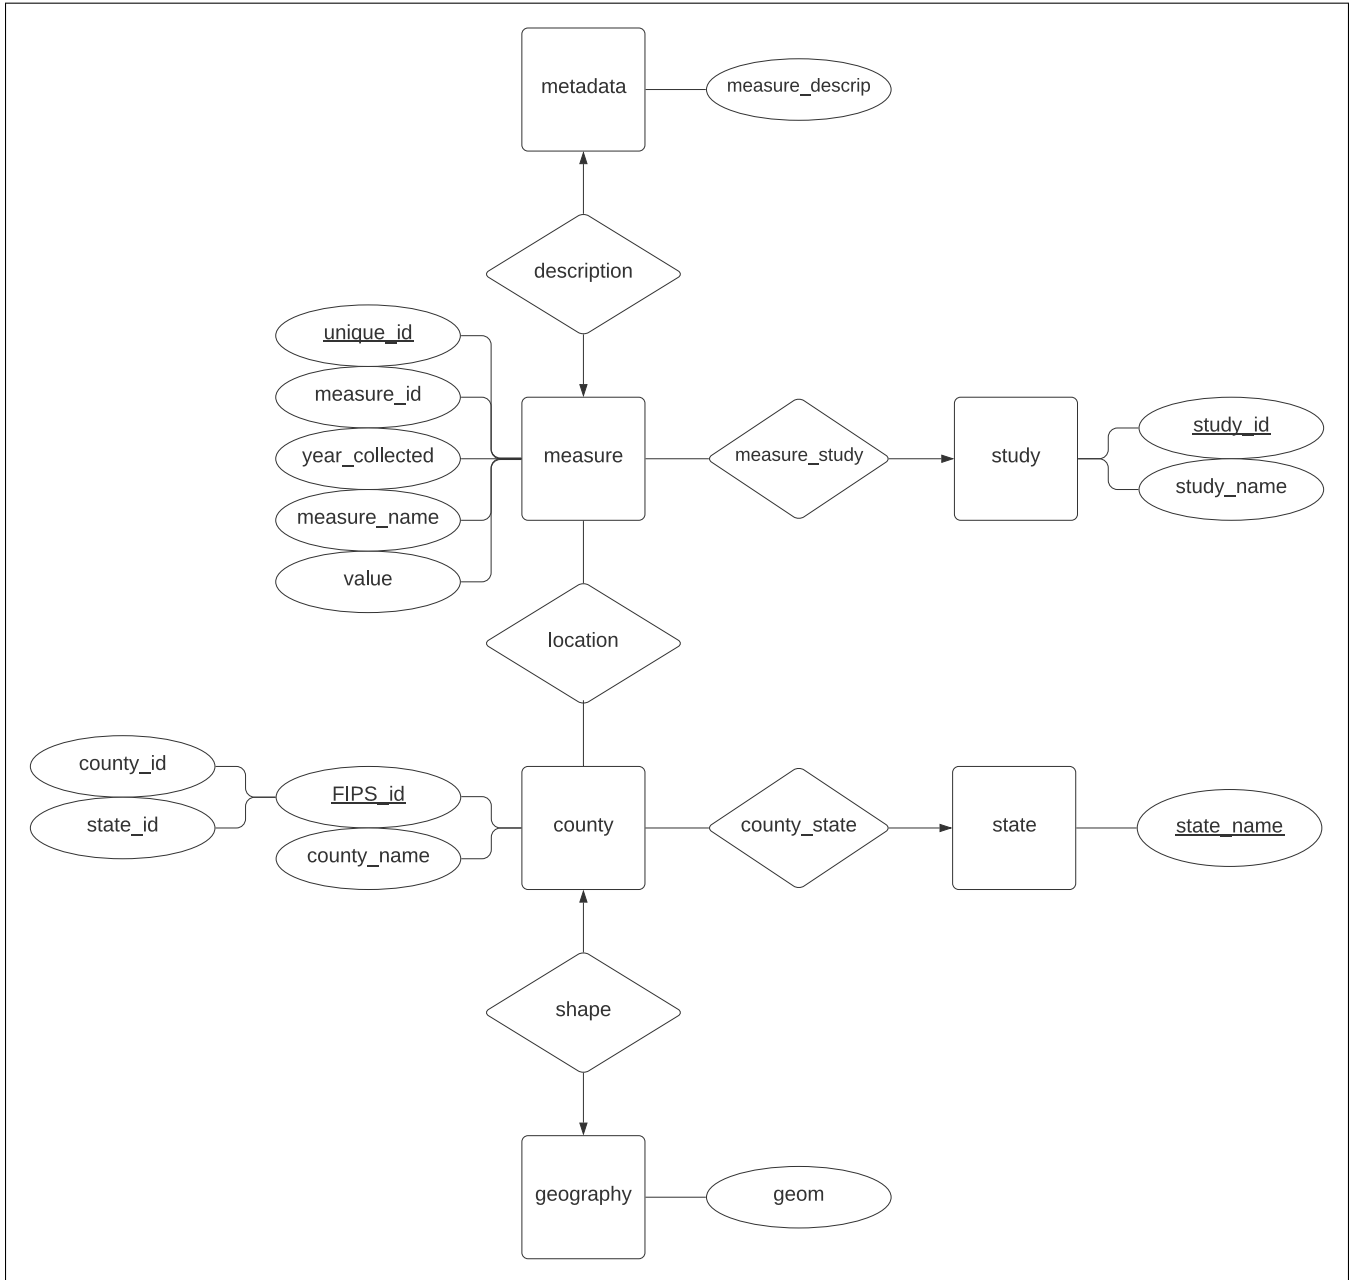 metadata
measure_descrip
description
unique_id
measure_id
year_collected
measure_name
value
measure
measure_study
study
study_id
study_name
location
county_id
state_id
FIPS_id
county_name
county
county_state
state
state_name
shape
geography
geom